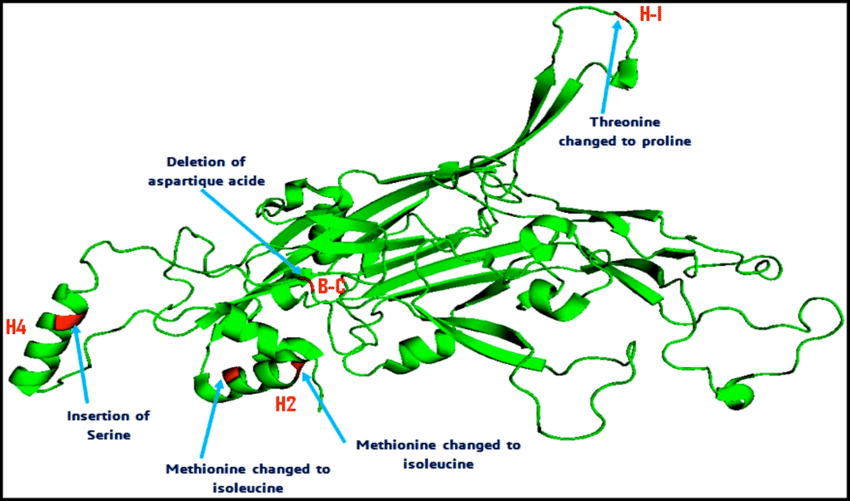 H-I
Threonine
changed to proline
Deletion of
aspartique acide
B-C
H4
H2
Insertion of
Serine
Methionine changed to
isoleucine
Methionine changed to
isoleucine